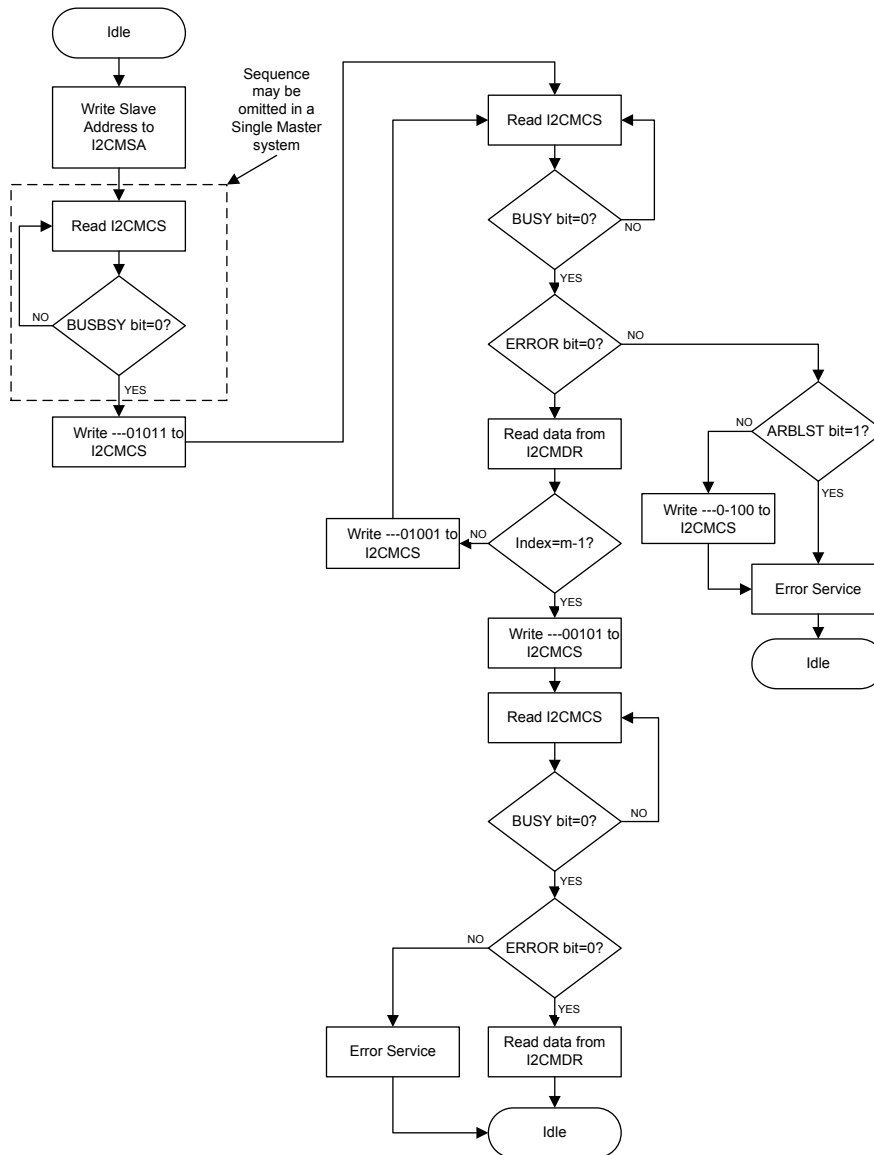 Idle
Write Slave
Address to
I2CMSA
Sequence
may be
omitted in a
Single Master
system
Read I2CMCS
BUSBSY bit=0?
NO
YES
Write ---01011 to
I2CMCS
Read I2CMCS
BUSY bit=0?
NO
YES
ERROR bit=0?
NO
ARBLST bit=1?
NO
YES
Write ---0-100 to
I2CMCS
Error Service
Idle
Read data from
I2CMDR
Index=m-1?
NO
Write ---01001 to
I2CMCS
YES
Write ---00101 to
I2CMCS
Read I2CMCS
BUSY bit=0?
NO
YES
ERROR bit=0?
NO
Error Service
YES
Read data from
I2CMDR
Idle